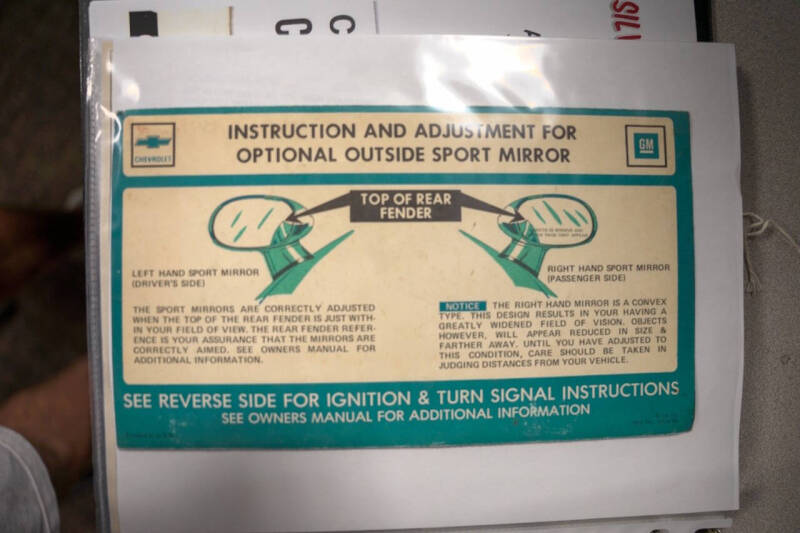 INSTRUCTION AND ADJUSTMENT FOR
OPTIONAL OUTSIDE SPORT MIRROR
CHEVROLET
GM
TOP OF REAR
FENDER
LEFT HAND SPORT MIRROR
(DRIVER'S SIDE)
RIGHT HAND SPORT MIRROR
(PASSENGER SIDE)
THE SPORT MIRRORS ARE CORRECTLY ADJUSTED
WHEN THE TOP OF THE REAR FENDER IS JUST WITH-
IN YOUR FIELD OF VIEW. THE REAR FENDER REFER-
ENCE IS YOUR ASSURANCE THAT THE MIRRORS ARE
CORRECTLY AIMED. SEE OWNERS MANUAL FOR
ADDITIONAL INFORMATION.
NOTICE THE RIGHT HAND MIRROR IS A CONVEX
TYPE. THIS DESIGN RESULTS IN YOUR HAVING A
GREATLY WIDENED FIELD OF VISION. OBJECTS
HOWEVER, WILL APPEAR REDUCED IN SIZE &
FARTHER AWAY. UNTIL YOU HAVE ADJUSTED TO
THIS CONDITION, CARE SHOULD BE TAKEN IN
JUDGING DISTANCES FROM YOUR VEHICLE.
SEE REVERSE SIDE FOR IGNITION & TURN SIGNAL INSTRUCTIONS
SEE OWNERS MANUAL FOR ADDITIONAL INFORMATION